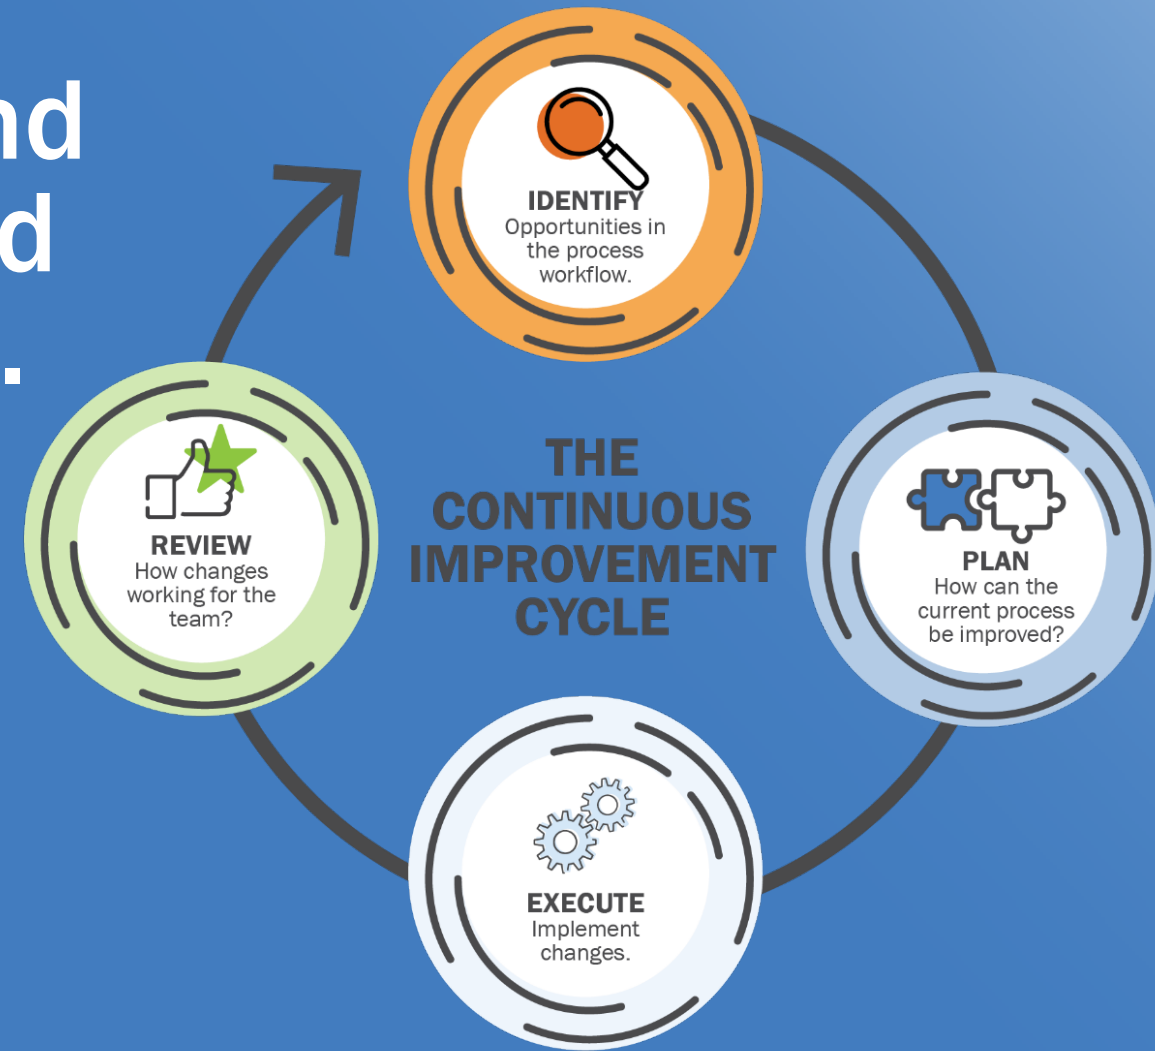 nd
d
.
IDENTIFY
Opportunities in
the process
workflow.
THE
CONTINUOUS
IMPROVEMENT
CYCLE
PLAN
How can the
current process
be improved?
REVIEW
How changes
working for the
team?
EXECUTE
Implement
changes.